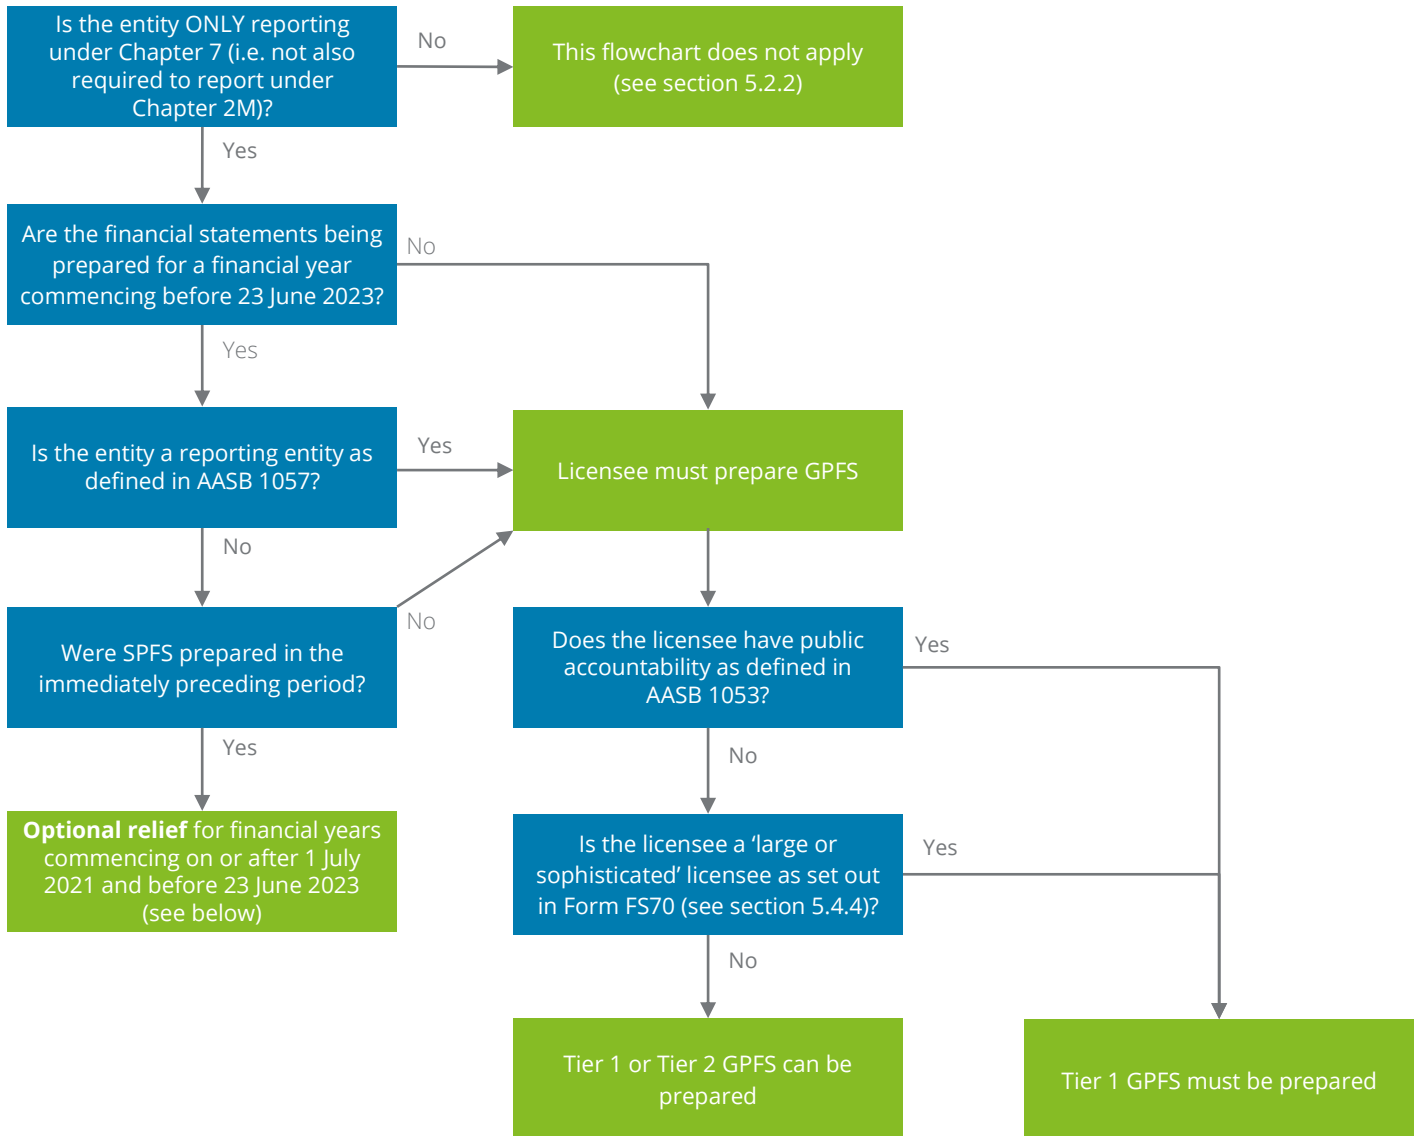 Is the entity ONLY reporting
under Chapter 7 (i.e. not also
required to report under
Chapter 2M)?
No
This flowchart does not apply
(see section 5.2.2)
Yes
Are the financial statements being
prepared for a financial year
commencing before 23 June 2023?
No
Yes
Is the entity a reporting entity as
defined in AASB 1057?
Yes
Licensee must prepare GPFS
No
Were SPFS prepared in the
immediately preceding period?
No
Does the licensee have public
accountability as defined in
AASB 1053?
Yes
Yes
No
Optional relief for financial years
commencing on or after 1 July
2021 and before 23 June 2023
(see below)
Is the licensee a ‘large or
sophisticated’ licensee as set out
in Form FS70 (see section 5.4.4)?
Yes
No
Tier 1 or Tier 2 GPFS can be
prepared
Tier 1 GPFS must be prepared